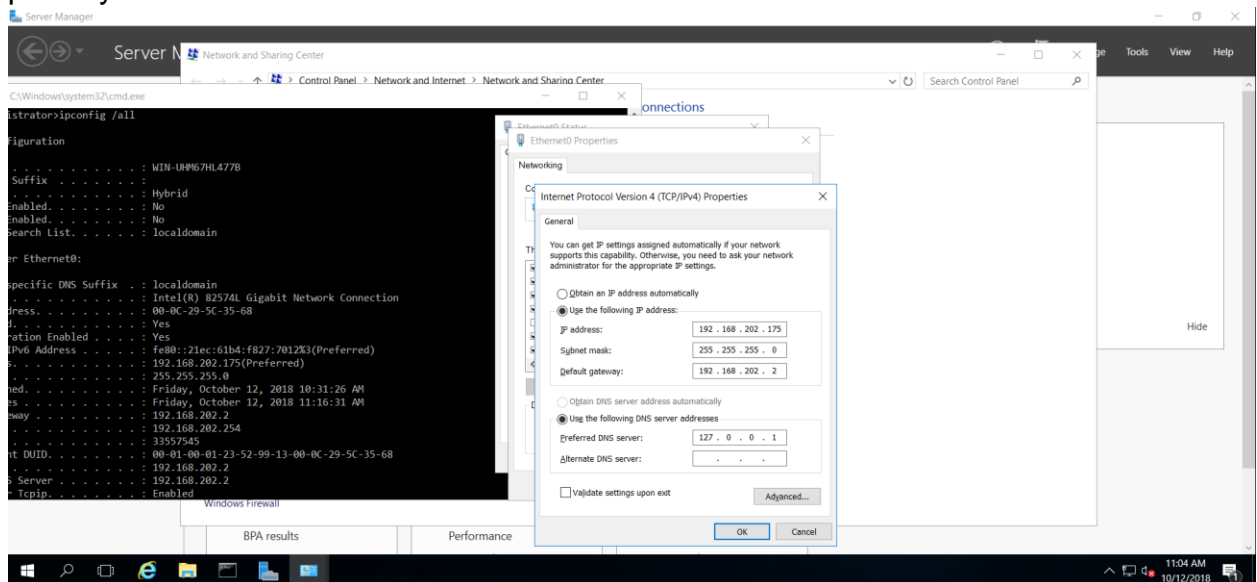 Server Manager
Server M
Tools View Help
Network and Sharing Center
Control Panel > Network and Internet > Network and Sharing Center
Search Control Panel
C:\Windows\system32\cmd.exe
istrator>ipconfig /all
figuration
. . . . . . . . . . . . : WIN-UHM67HL477B
Suffix . . . . . . . :
. . . . . . . . . . . . : Hybrid
Enabled. . . . . . . . : No
Enabled. . . . . . . . : No
Search List. . . . . . : localdomain
er Ethernet0:
specific DNS Suffix . : localdomain
. . . . . . . . . . . . : Intel(R) 82574L Gigabit Network Connection
dress. . . . . . . . . : 00-0C-29-5C-35-68
d. . . . . . . . . . . : Yes
ration Enabled . . . . : Yes
IPv6 Address . . . . . : fe80::21ec:61b4:f827:7012%3(Preferred)
s. . . . . . . . . . . : 192.168.202.175(Preferred)
. . . . . . . . . . . . : 255.255.255.0
ned. . . . . . . . . . : Friday, October 12, 2018 10:31:26 AM
es . . . . . . . . . . : Friday, October 12, 2018 11:16:31 AM
eway . . . . . . . . . : 192.168.202.2
. . . . . . . . . . . . : 192.168.202.254
. . . . . . . . . . . . : 33557545
nt DUID. . . . . . . . : 00-01-00-01-23-52-99-13-00-0C-29-5C-35-68
. . . . . . . . . . . . : 192.168.202.2
S Server . . . . . . . : 192.168.202.2
r Tcpip. . . . . . . . : Enabled
onnections
Ethernet0 Status
Ethernet0 Properties
Networking
Internet Protocol Version 4 (TCP/IPv4) Properties
General
You can get IP settings assigned automatically if your network
supports this capability. Otherwise, you need to ask your network
administrator for the appropriate IP settings.
Obtain an IP address automatically
Use the following IP address:
IP address: 192 . 168 . 202 . 175
Subnet mask: 255 . 255 . 255 . 0
Default gateway: 192 . 168 . 202 . 2
Obtain DNS server address automatically
Use the following DNS server addresses
Preferred DNS server: 127 . 0 . 0 . 1
Alternate DNS server: . . .
Validate settings upon exit
Advanced...
OK Cancel
Hide
Windows Firewall
BPA results
Performance
11:04 AM
10/12/2018